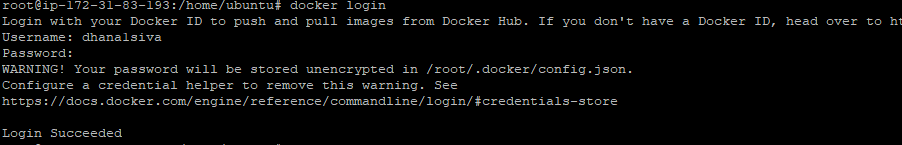 root@ip-172-31-83-193:/home/ubuntu# docker login
Login with your Docker ID to push and pull images from Docker Hub. If you don't have a Docker ID, head over to ht
Username: dhanalsiva
Password:
WARNING! Your password will be stored unencrypted in /root/.docker/config.json.
Configure a credential helper to remove this warning. See
https://docs.docker.com/engine/reference/commandline/login/#credentials-store
Login Succeeded